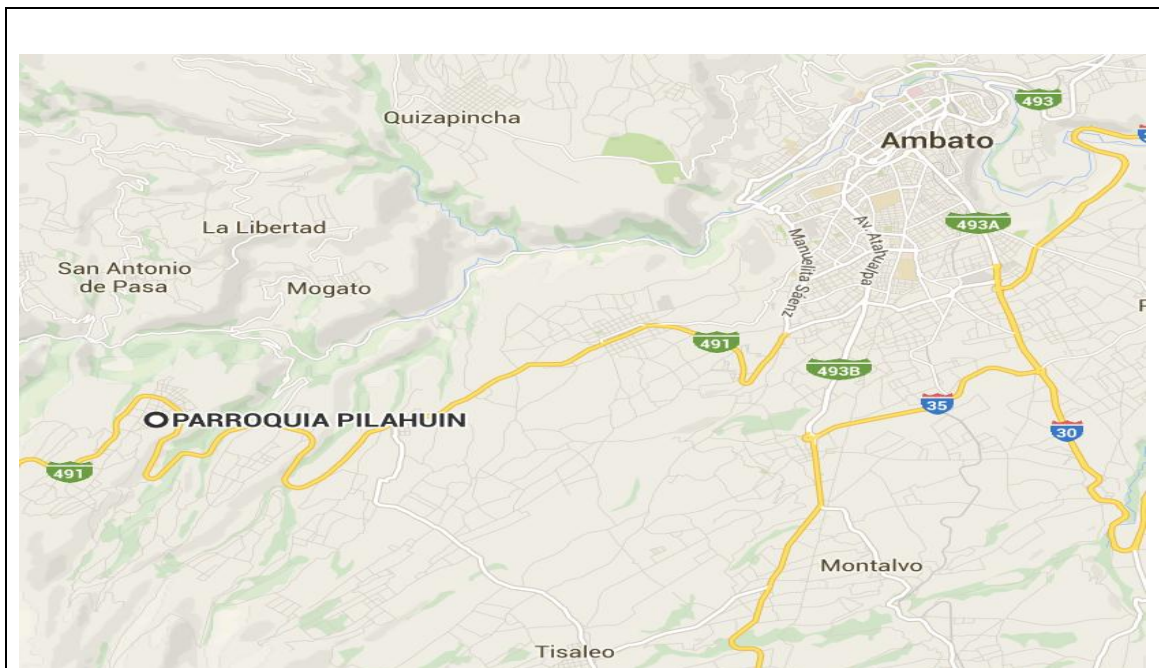 Quizapincha
493
Ambato
La Libertad
493A
Manuelita Sáenz
Av. Atahualpa
San Antonio
de Pasa
Mogato
491
493B
35
PARROQUIA PILAHUIN
30
491
Montalvo
Tisaleo